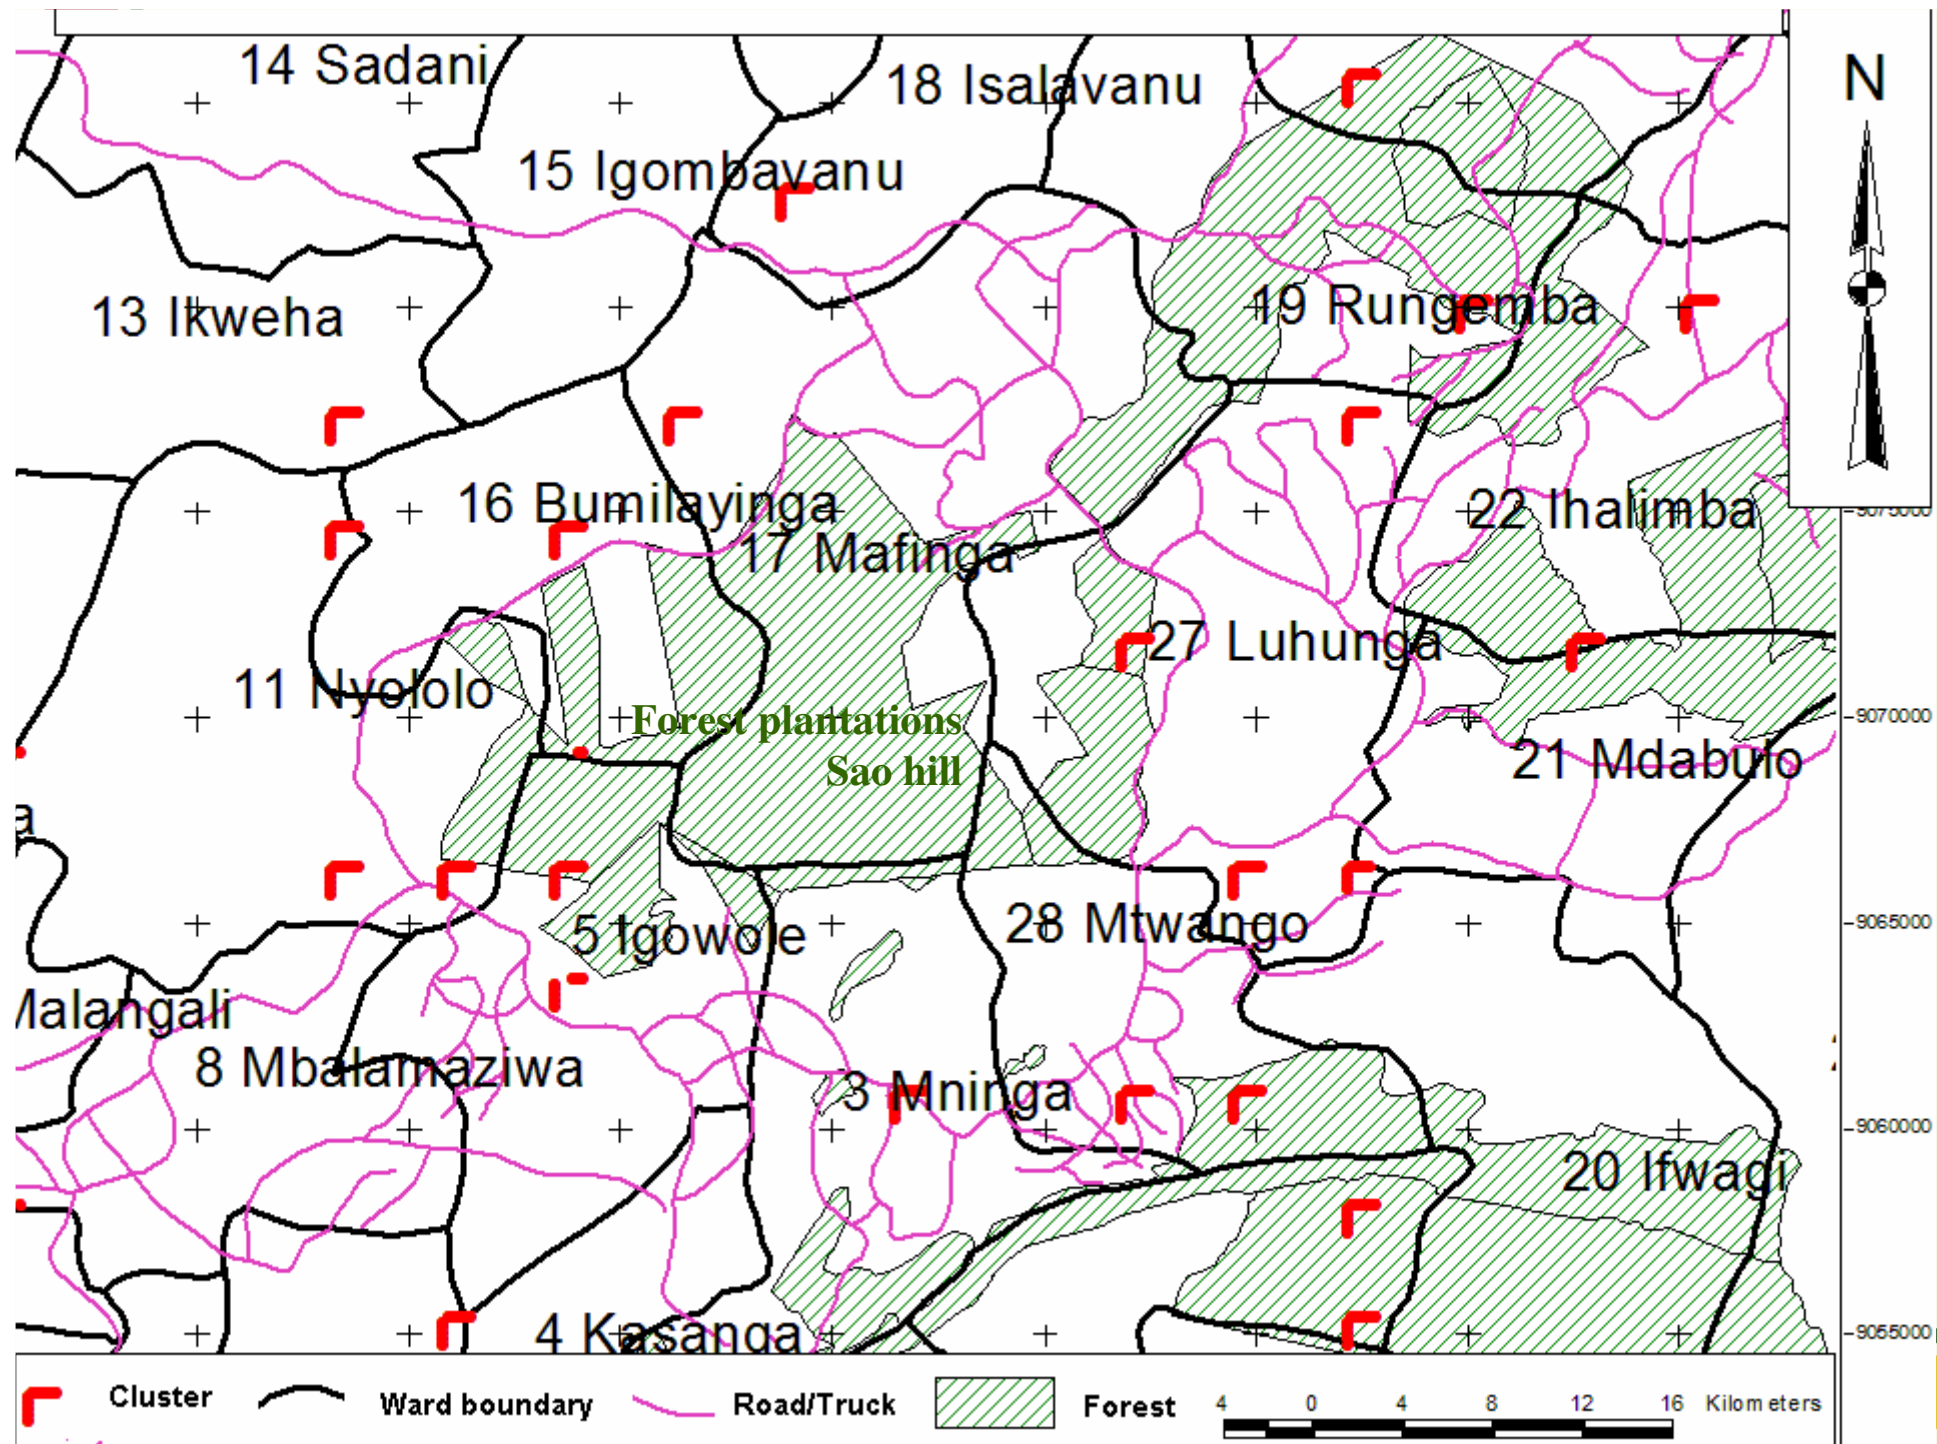 14 Sadani
18 Isalavanu
N
15 Igombavanu
13 Ikweha
19 Rungemba
16 Bumilayinga
22 Ihalimba
9075000
17 Mafinga
27 Luhunga
11 Nyololo
Forest plantations
Sao hill
9070000
21 Mdabulo
a
28 Mtwango
9065000
5 Igowole
Malangali
8 Mbalamaziwa
3 Mninga
9060000
20 Ifwagi
4 Kasanga
9055000
Cluster
Ward boundary
Road/Truck
Forest
4 0 4 8 12 16 Kilometers